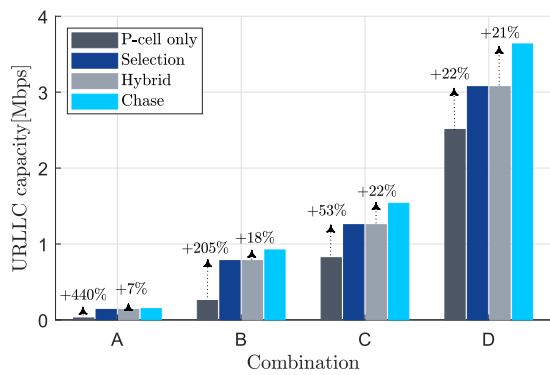 4
3
2
1
0
URLLC capacity[Mbps]
P-cell only
Selection
Hybrid
Chase
+440%
+7%
+205%
+18%
+53%
+22%
+22%
+21%
A
B
C
D
Combination